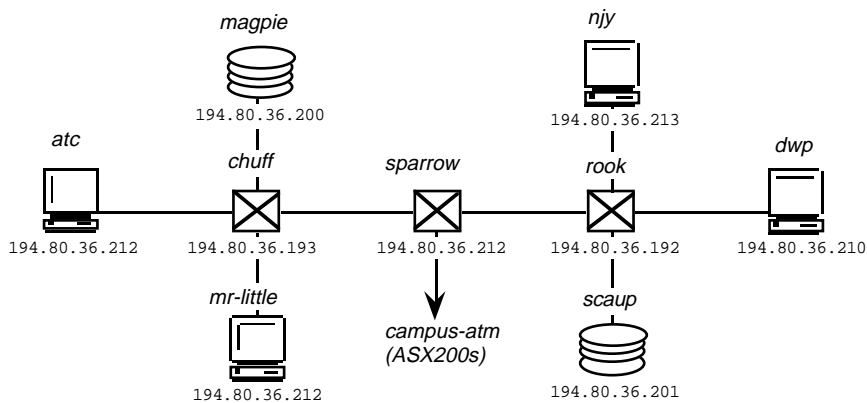 magpie
njy
194.80.36.200
194.80.36.213
atc
chuff
sparrow
rook
dwp
194.80.36.212
194.80.36.193
194.80.36.212
194.80.36.192
194.80.36.210
mr-little
campus-atm
(ASX200s)
scaup
194.80.36.212
194.80.36.201